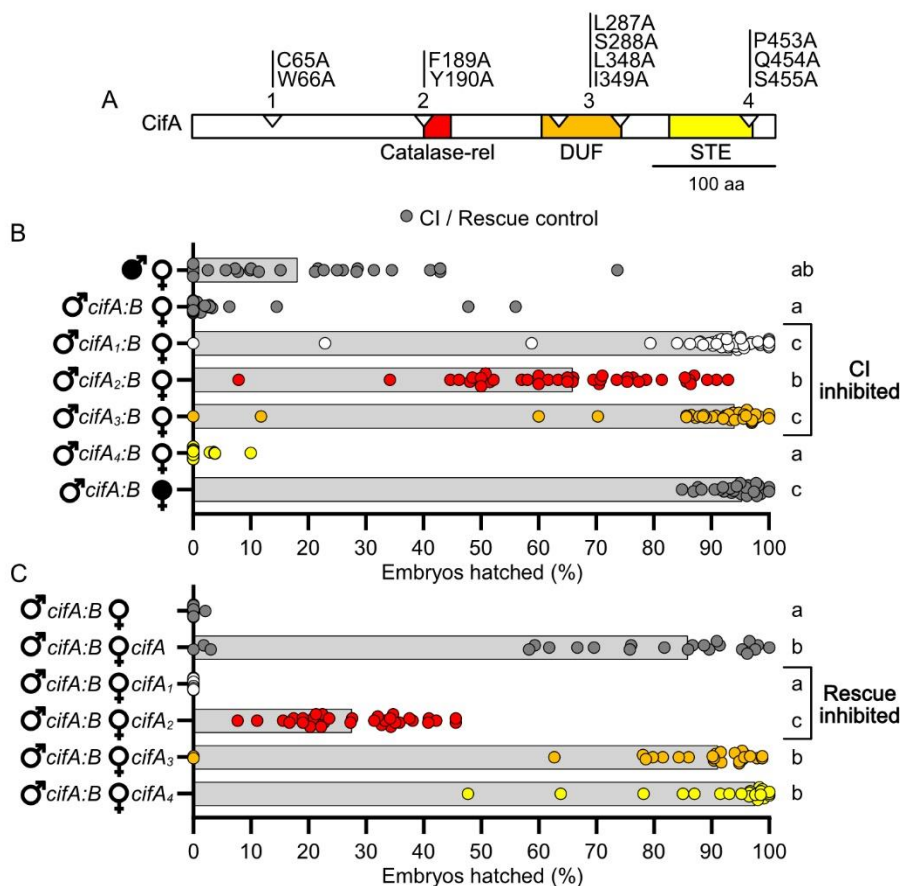 A
C65A
W66A
F189A
Y190A
L287A
S288A
L348A
I349A
P453A
Q454A
S455A
1 2 3 4
CifA
Catalase-rel DUF STE
100 aa
CI / Rescue control
B
ab
cifA:B a
cifA₁:B c
cifA₂:B b
cifA₃:B c
cifA₄:B a
cifA:B c
CI
inhibited
0 10 20 30 40 50 60 70 80 90 100
Embryos hatched (%)
C
cifA:B a
cifA:B cifA b
cifA:B cifA₁ a
cifA:B cifA₂ c
cifA:B cifA₃ b
cifA:B cifA₄ b
Rescue
inhibited
0 10 20 30 40 50 60 70 80 90 100
Embryos hatched (%)